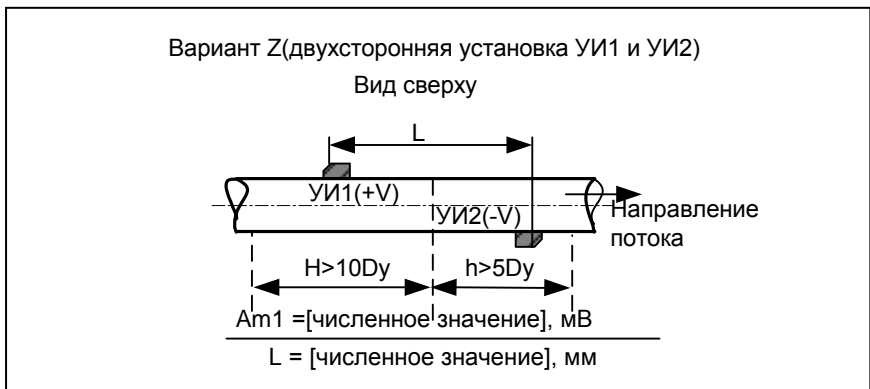 Вариант Z(двухсторонняя установка УИ1 и УИ2)
Вид сверху
L
УИ1(+V)
УИ2(-V)
Направление
потока
H>10Dy
h>5Dy
Am1 =[численное значение], мВ
L = [численное значение], мм